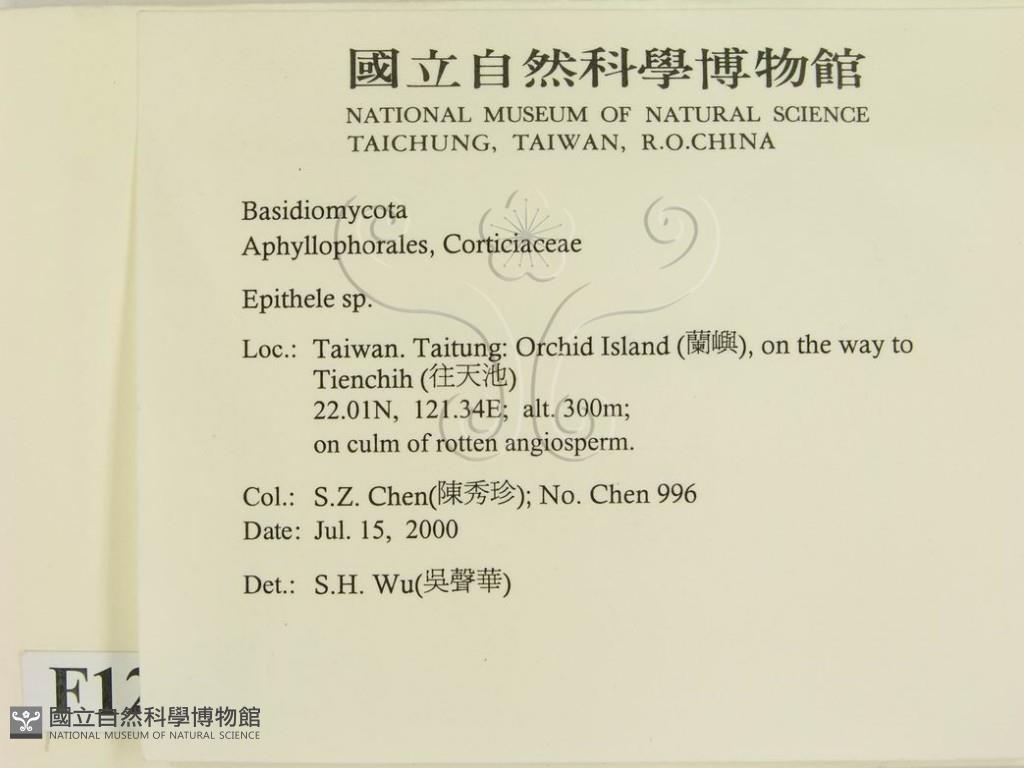 國立自然科學博物館
NATIONAL MUSEUM OF NATURAL SCIENCE
TAICHUNG, TAIWAN, R.O.CHINA
Basidiomycota
Aphyllophorales, Corticiaceae
Epithele sp.
Loc.: Taiwan. Taitung: Orchid Island (蘭嶼), on the way to
Tienchih (往天池)
22.01N, 121.34E; alt. 300m;
on culm of rotten angiosperm.
Col.: S.Z. Chen(陳秀珍); No. Chen 996
Date: Jul. 15, 2000
Det.: S.H. Wu(吳聲華)
F12
國立自然科學博物館
NATIONAL MUSEUM OF NATURAL SCIENCE